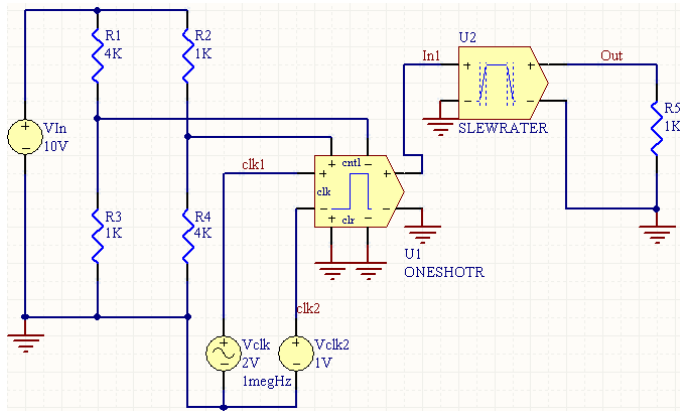 R1
4K
R2
1K
VIn
10V
R3
1K
R4
4K
clk1
cntl
clk
clr
U1
ONESHOTR
clk2
Vclk
2V
1megHz
Vclk2
1V
In1
U2
SLEWRATER
Out
R5
1K